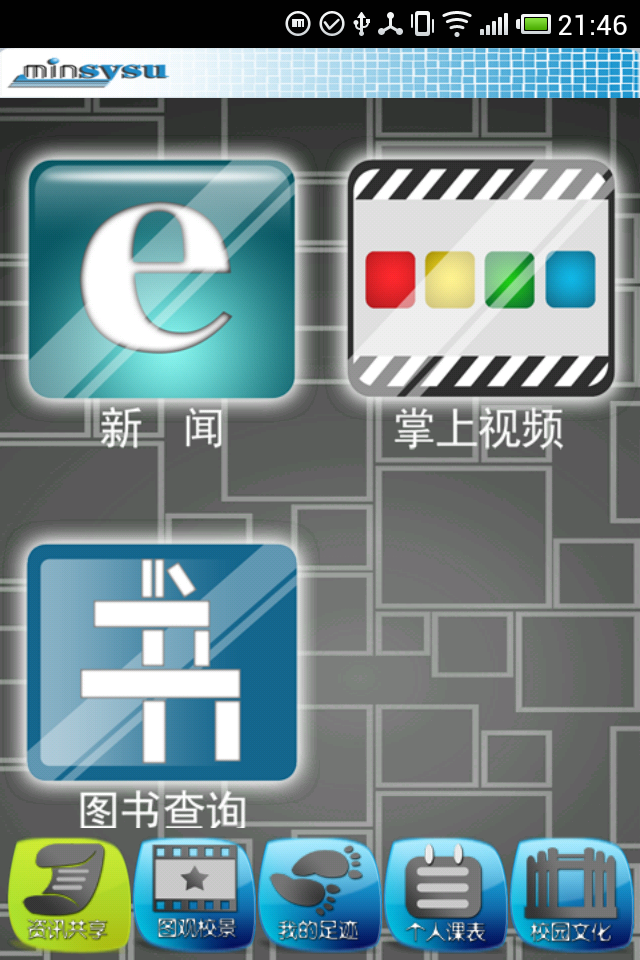 21:46
minsysu
e
新 闻
掌上视频
图书查询
资讯共享
图观校景
我的足迹
个人课表
校园文化